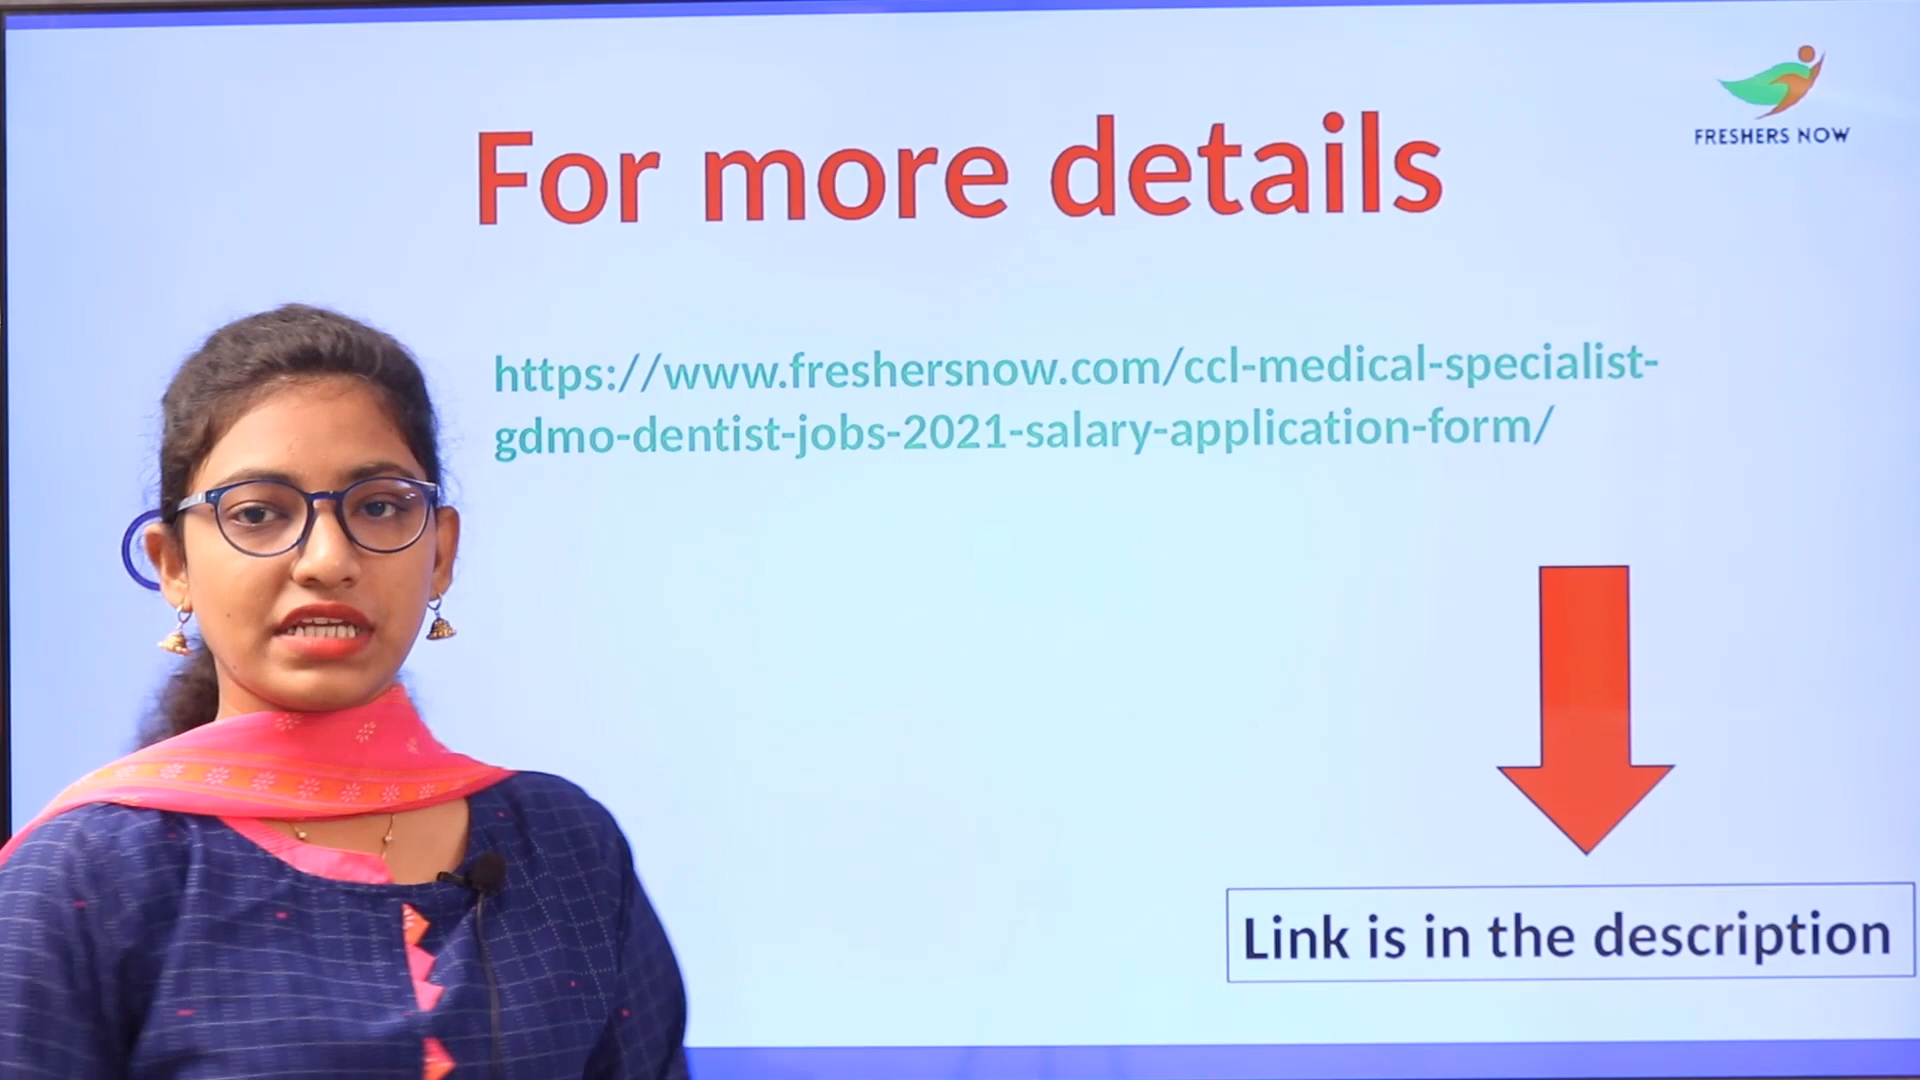 FRESHERS NOW
For more details
https://www.freshersnow.com/ccl-medical-specialist-
gdmo-dentist-jobs-2021-salary-application-form/
Link is in the description